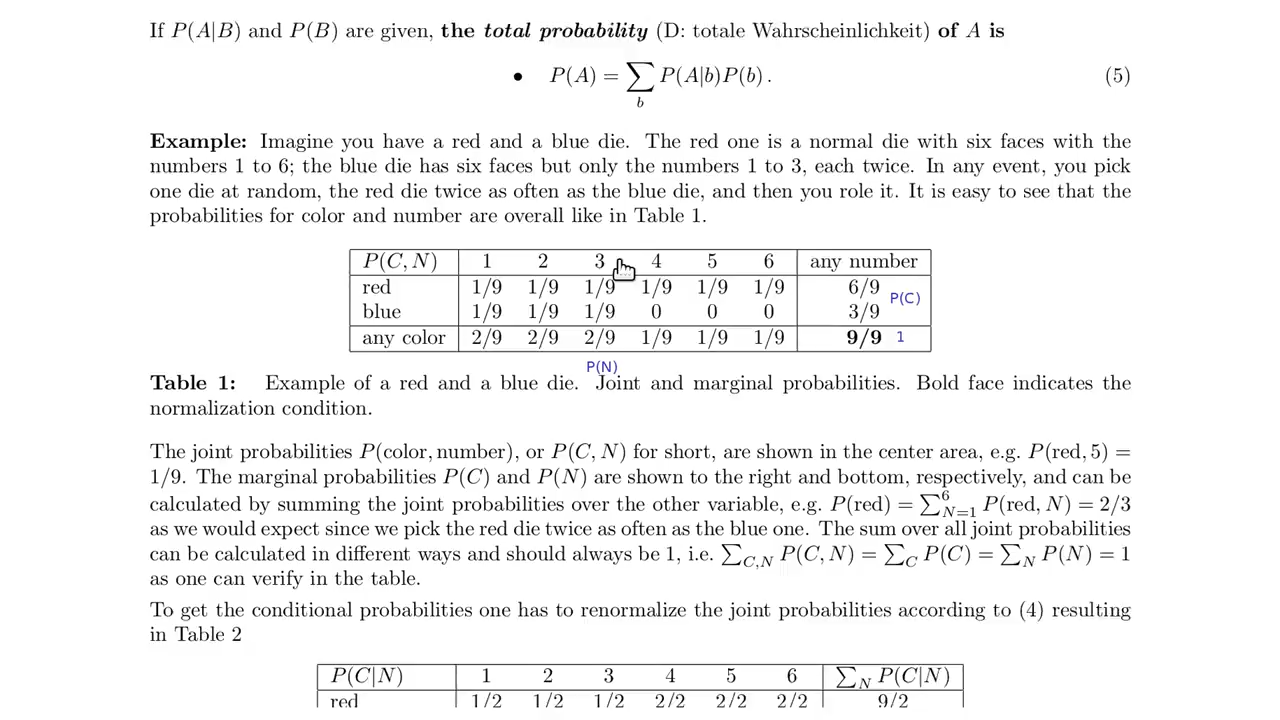 If P(A|B) and P(B) are given, the total probability (D: totale Wahrscheinlichkeit) of A is
• P(A) = ∑_b P(A|b)P(b) . (5)
Example: Imagine you have a red and a blue die. The red one is a normal die with six faces with the
numbers 1 to 6; the blue die has six faces but only the numbers 1 to 3, each twice. In any event, you pick
one die at random, the red die twice as often as the blue die, and then you role it. It is easy to see that the
probabilities for color and number are overall like in Table 1.
P(C, N) 1 2 3 4 5 6 any number
red 1/9 1/9 1/9 1/9 1/9 1/9 6/9
P(C)
blue 1/9 1/9 1/9 0 0 0 3/9
any color 2/9 2/9 2/9 1/9 1/9 1/9 9/9 1
P(N)
Table 1: Example of a red and a blue die. Joint and marginal probabilities. Bold face indicates the
normalization condition.
The joint probabilities P(color, number), or P(C, N) for short, are shown in the center area, e.g. P(red, 5) =
1/9. The marginal probabilities P(C) and P(N) are shown to the right and bottom, respectively, and can be
calculated by summing the joint probabilities over the other variable, e.g. P(red) = ∑_{N=1}^{6} P(red, N) = 2/3
as we would expect since we pick the red die twice as often as the blue one. The sum over all joint probabilities
can be calculated in different ways and should always be 1, i.e. ∑_{C,N} P(C, N) = ∑_C P(C) = ∑_N P(N) = 1
as one can verify in the table.
To get the conditional probabilities one has to renormalize the joint probabilities according to (4) resulting
in Table 2
P(C|N) 1 2 3 4 5 6 ∑_N P(C|N)
red 1/2 1/2 1/2 2/2 2/2 2/2 9/2